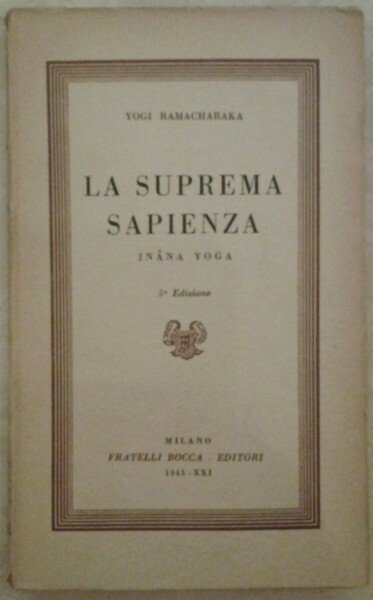 YOGI RAMACHARAKA
LA SUPREMA
SAPIENZA
JNĀNA YOGA
5ª Edizione
MILANO
FRATELLI BOCCA - EDITORI
1943 - XXI